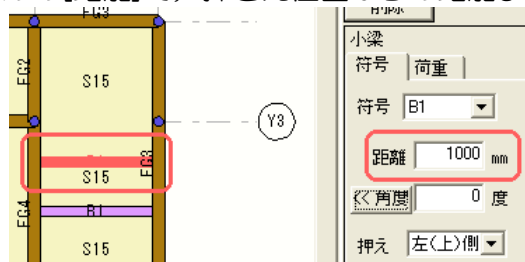 FG3
FG2
S15
Y3
FG3
S15
FG4
B1
S15
削除
小梁
符号 荷重
符号 B1
距離 1000 mm
く 角度 0 度
押え 左(上)側